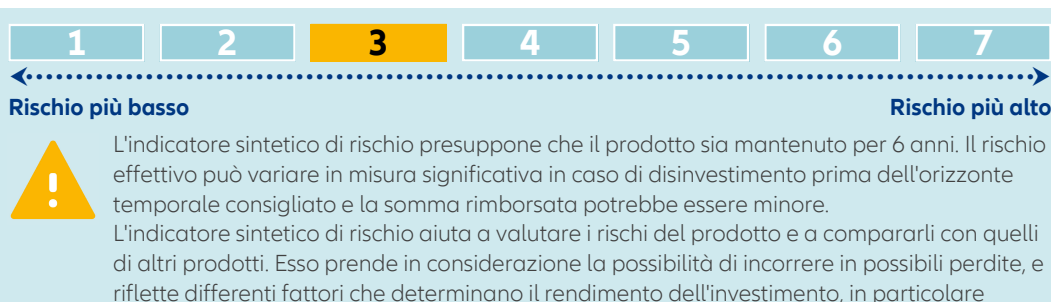 1 2 3 4 5 6 7
Rischio più basso Rischio più alto
L'indicatore sintetico di rischio presuppone che il prodotto sia mantenuto per 6 anni. Il rischio
effettivo può variare in misura significativa in caso di disinvestimento prima dell'orizzonte
temporale consigliato e la somma rimborsata potrebbe essere minore.
L'indicatore sintetico di rischio aiuta a valutare i rischi del prodotto e a compararli con quelli
di altri prodotti. Esso prende in considerazione la possibilità di incorrere in possibili perdite, e
riflette differenti fattori che determinano il rendimento dell'investimento, in particolare